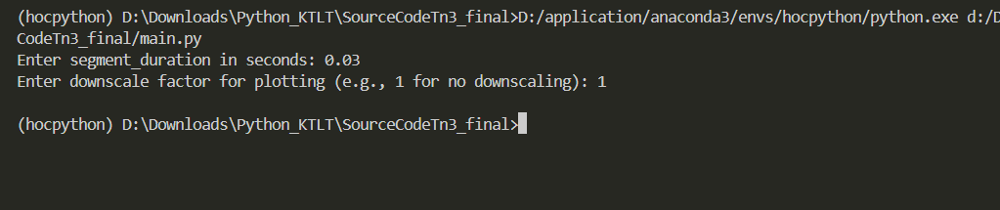 (hocpython) D:\Downloads\Python_KTLT\SourceCodeTn3_final>D:/application/anaconda3/envs/hocpython/python.exe d:/D
CodeTn3_final/main.py
Enter segment_duration in seconds: 0.03
Enter downscale factor for plotting (e.g., 1 for no downscaling): 1
(hocpython) D:\Downloads\Python_KTLT\SourceCodeTn3_final>